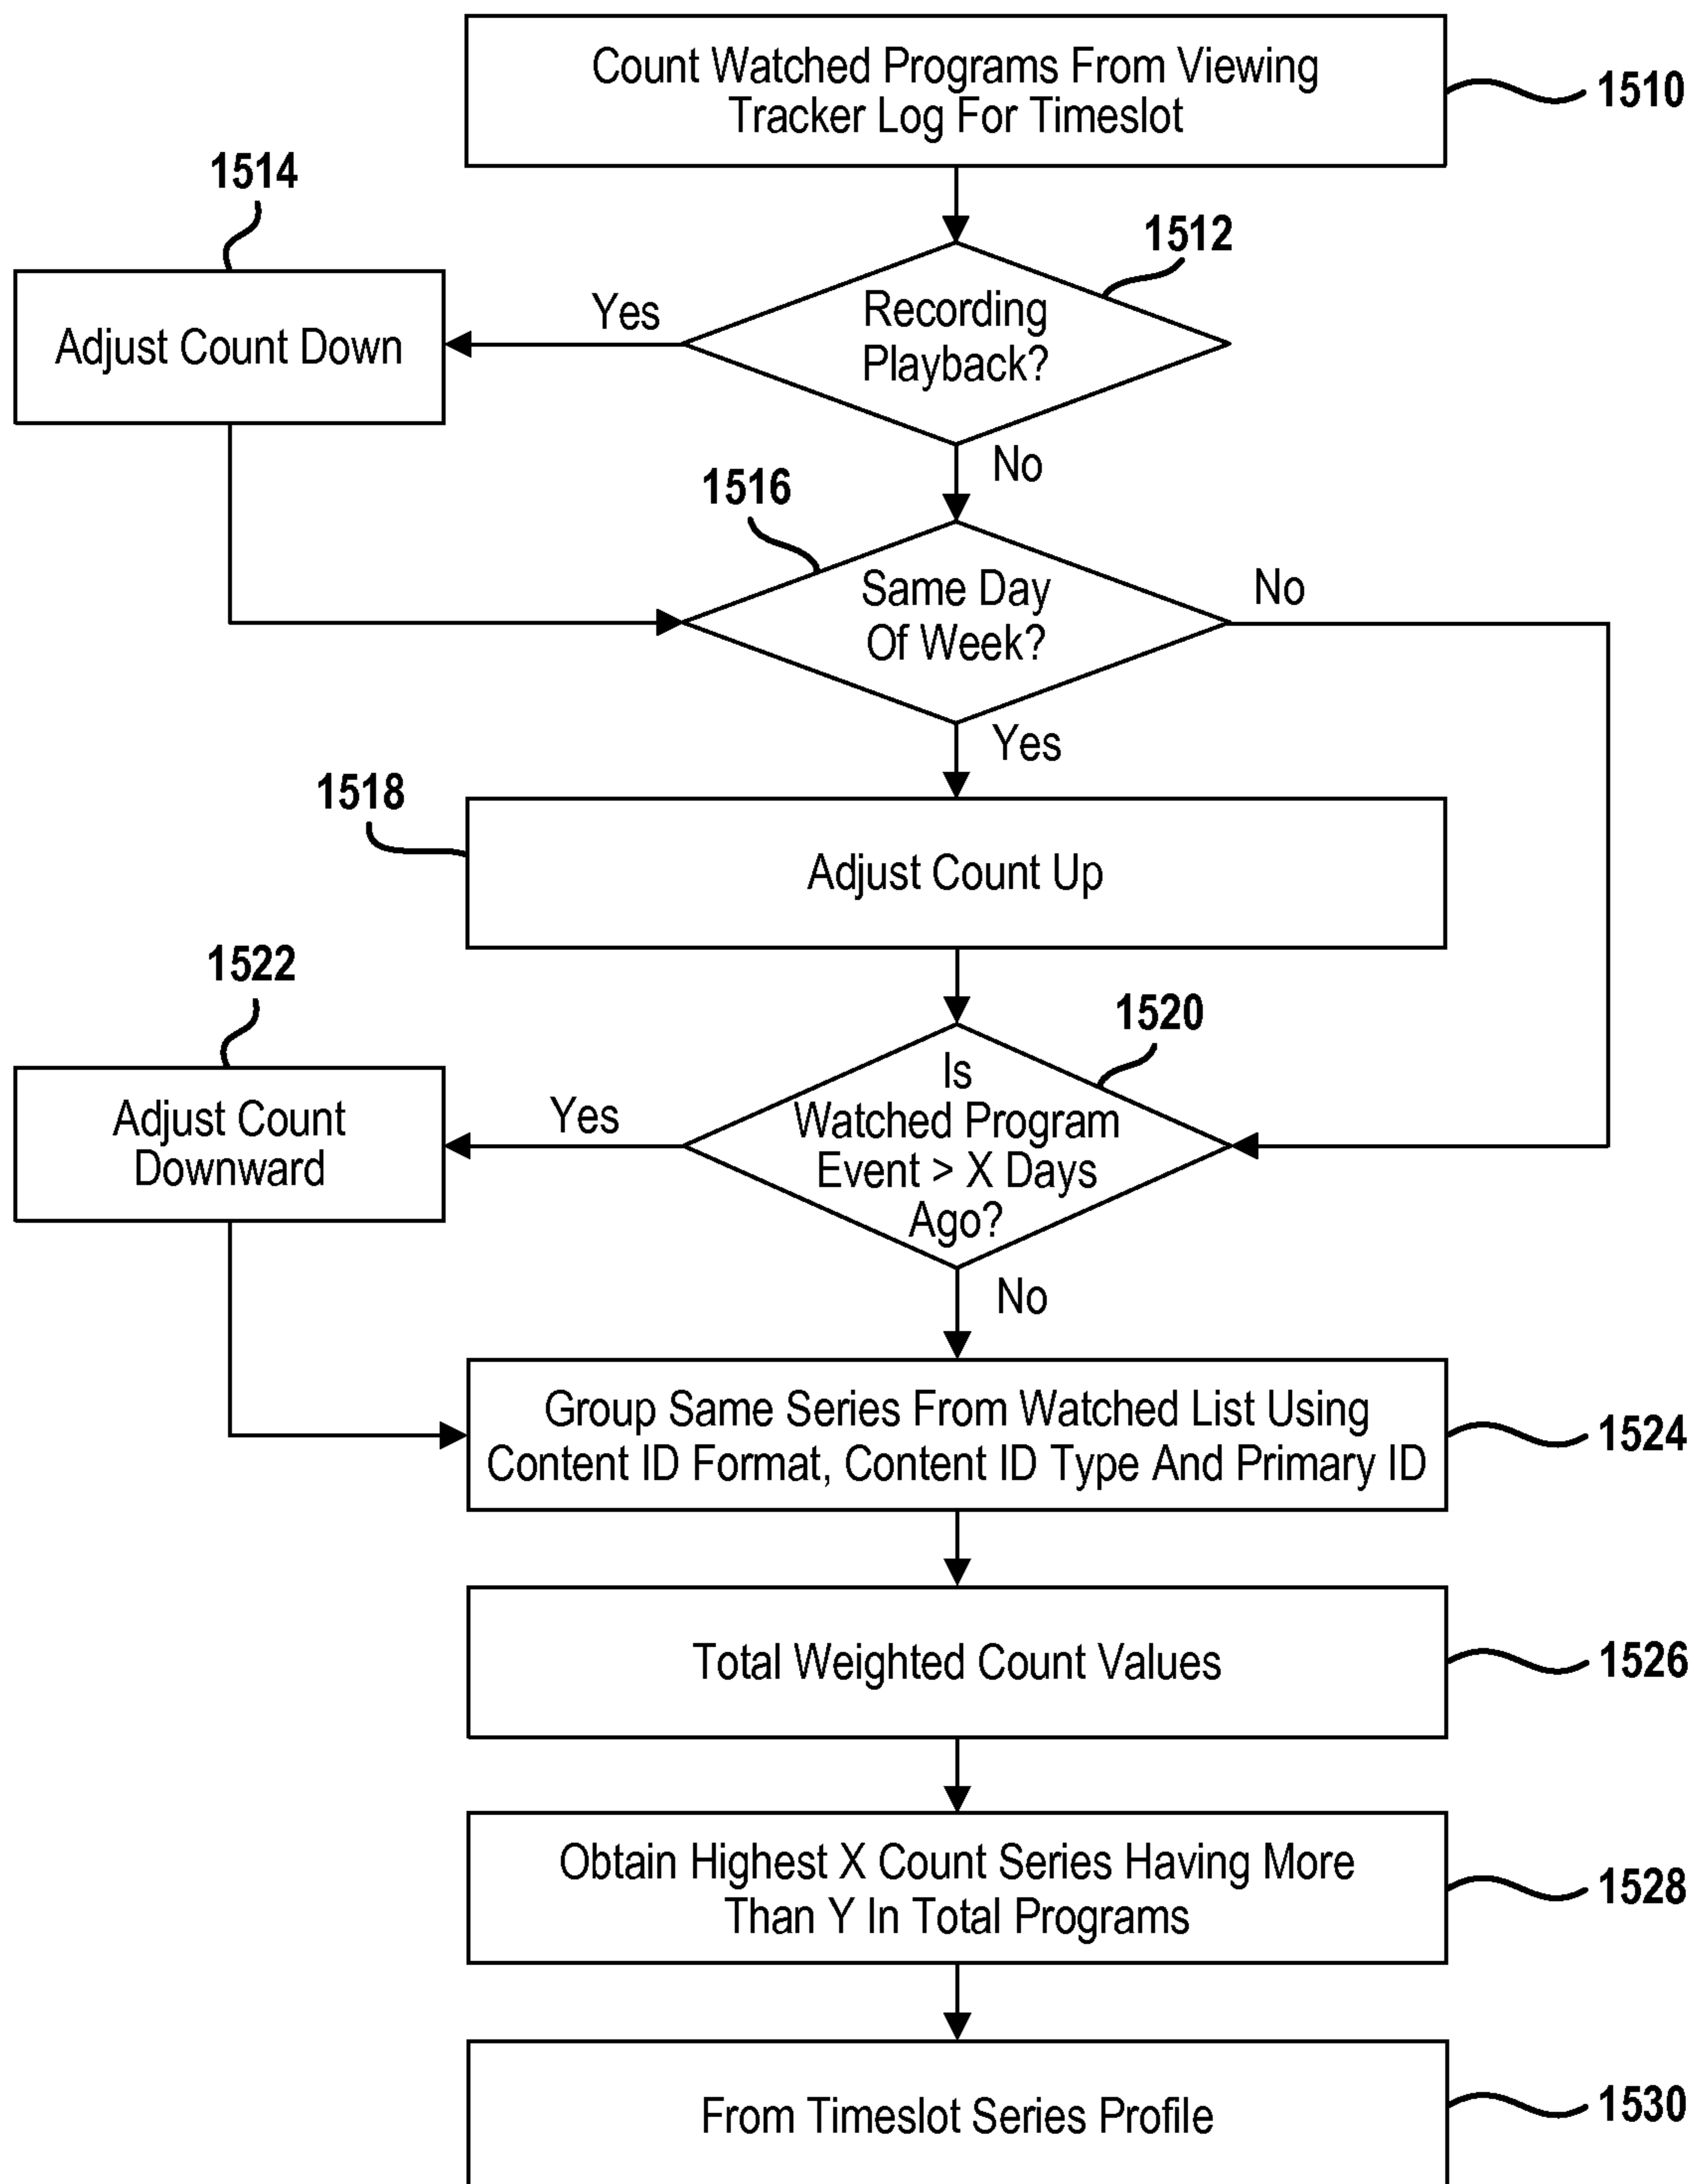 Count Watched Programs From Viewing
Tracker Log For Timeslot
1510
1514
1512
Adjust Count Down
Yes
Recording
Playback?
No
1516
Same Day
Of Week?
No
Yes
1518
Adjust Count Up
1522
1520
Adjust Count
Downward
Yes
Is
Watched Program
Event > X Days
Ago?
No
Group Same Series From Watched List Using
Content ID Format, Content ID Type And Primary ID
1524
Total Weighted Count Values
1526
Obtain Highest X Count Series Having More
Than Y In Total Programs
1528
From Timeslot Series Profile
1530